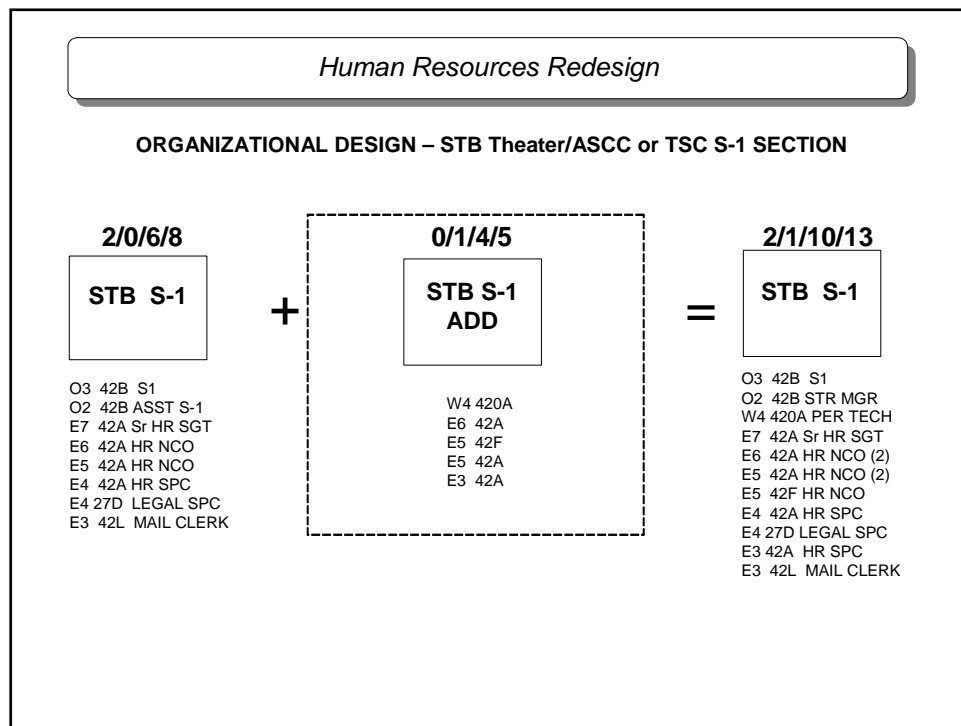 Human Resources Redesign
ORGANIZATIONAL DESIGN – STB Theater/ASCC or TSC S-1 SECTION
2/0/6/8
STB S-1
O3 42B S1
O2 42B ASST S-1
E7 42A Sr HR SGT
E6 42A HR NCO
E5 42A HR NCO
E4 42A HR SPC
E4 27D LEGAL SPC
E3 42L MAIL CLERK
+
0/1/4/5
STB S-1
ADD
W4 420A
E6 42A
E5 42F
E5 42A
E3 42A
=
2/1/10/13
STB S-1
O3 42B S1
O2 42B STR MGR
W4 420A PER TECH
E7 42A Sr HR SGT
E6 42A HR NCO (2)
E5 42A HR NCO (2)
E5 42F HR NCO
E4 42A HR SPC
E4 27D LEGAL SPC
E3 42A HR SPC
E3 42L MAIL CLERK